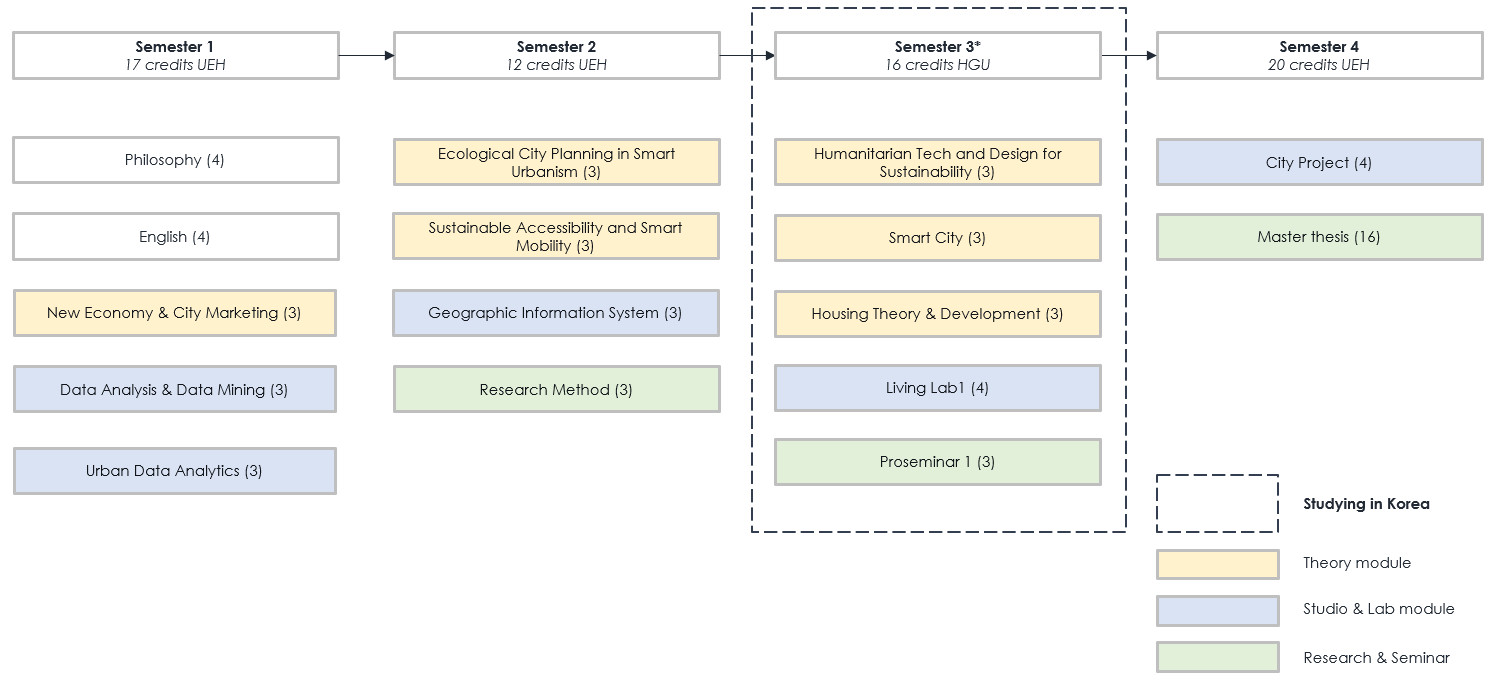 Semester 1
17 credits UEH
Semester 2
12 credits UEH
Semester 3*
16 credits HGU
Semester 4
20 credits UEH
Philosophy (4)
English (4)
New Economy & City Marketing (3)
Data Analysis & Data Mining (3)
Urban Data Analytics (3)
Ecological City Planning in Smart
Urbanism (3)
Sustainable Accessibility and Smart
Mobility (3)
Geographic Information System (3)
Research Method (3)
Humanitarian Tech and Design for
Sustainability (3)
Smart City (3)
Housing Theory & Development (3)
Living Lab1 (4)
Proseminar 1 (3)
City Project (4)
Master thesis (16)
Studying in Korea
Theory module
Studio & Lab module
Research & Seminar